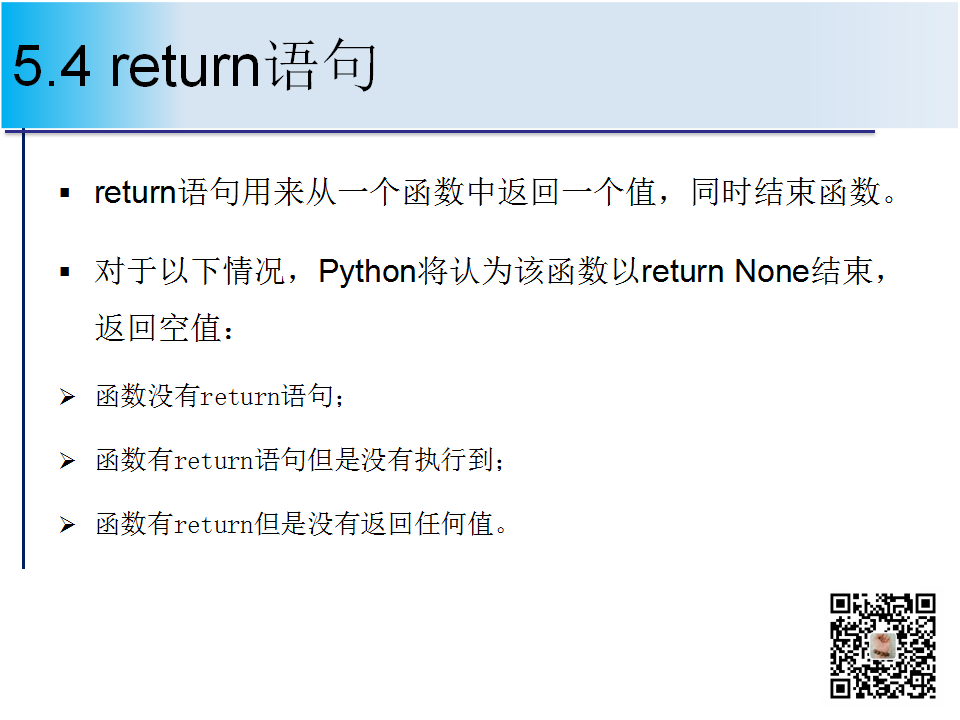 5.4 return语句
return语句用来从一个函数中返回一个值，同时结束函数。
对于以下情况，Python将认为该函数以return None结束，
返回空值：
函数没有return语句；
函数有return语句但是没有执行到；
函数有return但是没有返回任何值。